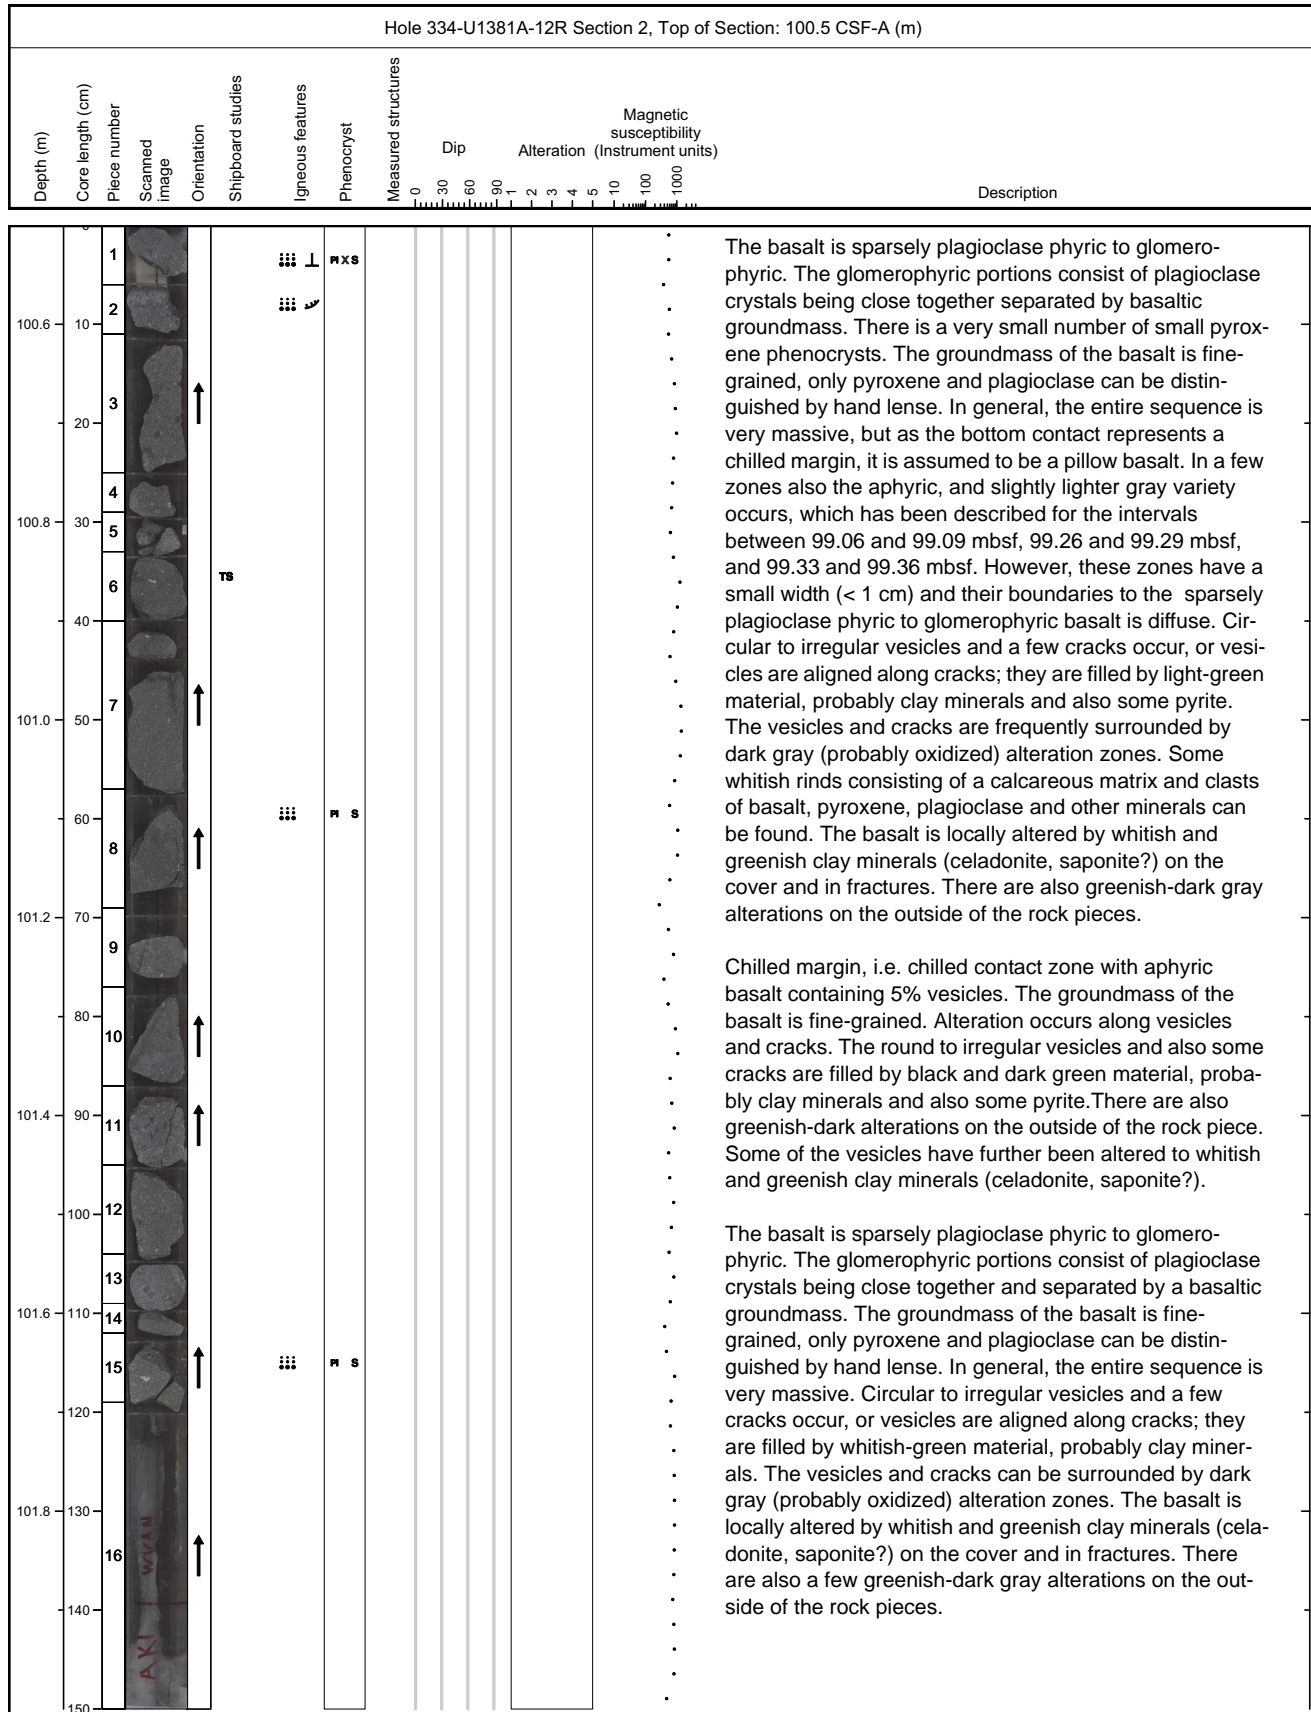 Hole 334-U1381A-12R Section 2, Top of Section: 100.5 CSF-A (m)
Depth (m)
Core length (cm)
Piece number
Scanned
image
Orientation
Shipboard studies
Igneous features
Phenocryst
Measured structures
Dip
0 30 60 90
Alteration
1 2 3 4 5
Magnetic
susceptibility
(Instrument units)
10 100 1000
Description
0
1
PI X S
2
100.6
10
3
20
4
100.8
30
5
TS
6
40
7
101.0
50
PI S
60
8
101.2
70
9
80
10
101.4
90
11
12
100
13
101.6
110
14
PI S
15
120
101.8
130
16
140
150
AKI WVAN
The basalt is sparsely plagioclase phyric to glomero-
phyric. The glomerophyric portions consist of plagioclase
crystals being close together separated by basaltic
groundmass. There is a very small number of small pyrox-
ene phenocrysts. The groundmass of the basalt is fine-
grained, only pyroxene and plagioclase can be distin-
guished by hand lense. In general, the entire sequence is
very massive, but as the bottom contact represents a
chilled margin, it is assumed to be a pillow basalt. In a few
zones also the aphyric, and slightly lighter gray variety
occurs, which has been described for the intervals
between 99.06 and 99.09 mbsf, 99.26 and 99.29 mbsf,
and 99.33 and 99.36 mbsf. However, these zones have a
small width (< 1 cm) and their boundaries to the sparsely
plagioclase phyric to glomerophyric basalt is diffuse. Cir-
cular to irregular vesicles and a few cracks occur, or vesi-
cles are aligned along cracks; they are filled by light-green
material, probably clay minerals and also some pyrite.
The vesicles and cracks are frequently surrounded by
dark gray (probably oxidized) alteration zones. Some
whitish rinds consisting of a calcareous matrix and clasts
of basalt, pyroxene, plagioclase and other minerals can
be found. The basalt is locally altered by whitish and
greenish clay minerals (celadonite, saponite?) on the
cover and in fractures. There are also greenish-dark gray
alterations on the outside of the rock pieces.
Chilled margin, i.e. chilled contact zone with aphyric
basalt containing 5% vesicles. The groundmass of the
basalt is fine-grained. Alteration occurs along vesicles
and cracks. The round to irregular vesicles and also some
cracks are filled by black and dark green material, proba-
bly clay minerals and also some pyrite.There are also
greenish-dark alterations on the outside of the rock piece.
Some of the vesicles have further been altered to whitish
and greenish clay minerals (celadonite, saponite?).
The basalt is sparsely plagioclase phyric to glomero-
phyric. The glomerophyric portions consist of plagioclase
crystals being close together and separated by a basaltic
groundmass. The groundmass of the basalt is fine-
grained, only pyroxene and plagioclase can be distin-
guished by hand lense. In general, the entire sequence is
very massive. Circular to irregular vesicles and a few
cracks occur, or vesicles are aligned along cracks; they
are filled by whitish-green material, probably clay miner-
als. The vesicles and cracks can be surrounded by dark
gray (probably oxidized) alteration zones. The basalt is
locally altered by whitish and greenish clay minerals (cela-
donite, saponite?) on the cover and in fractures. There
are also a few greenish-dark gray alterations on the out-
side of the rock pieces.